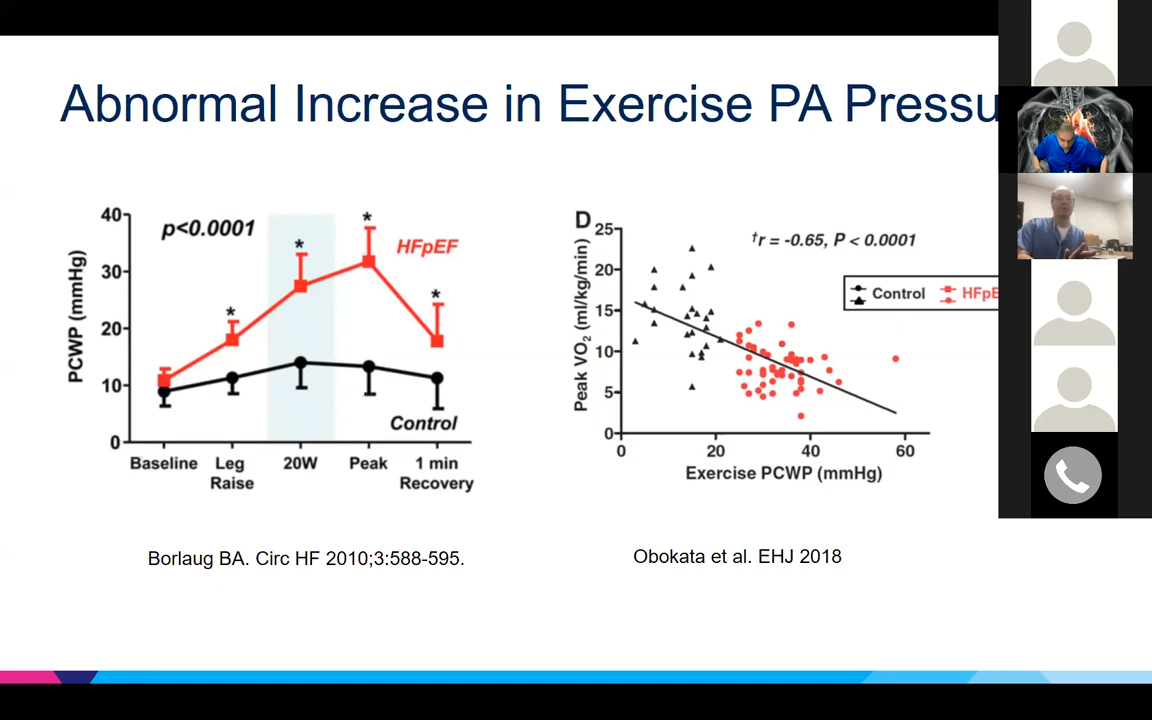 Abnormal Increase in Exercise PA Pressu
40
30
20
10
0
PCWP (mmHg)
p<0.0001
*
*
*
*
HFpEF
Control
Baseline
Leg Raise
20W
Peak
1 min Recovery
D
25
20
15
10
5
0
Peak VO2 (ml/kg/min)
†r = -0.65, P < 0.0001
Control
HFpE
0
20
40
60
Exercise PCWP (mmHg)
Borlaug BA. Circ HF 2010;3:588-595.
Obokata et al. EHJ 2018